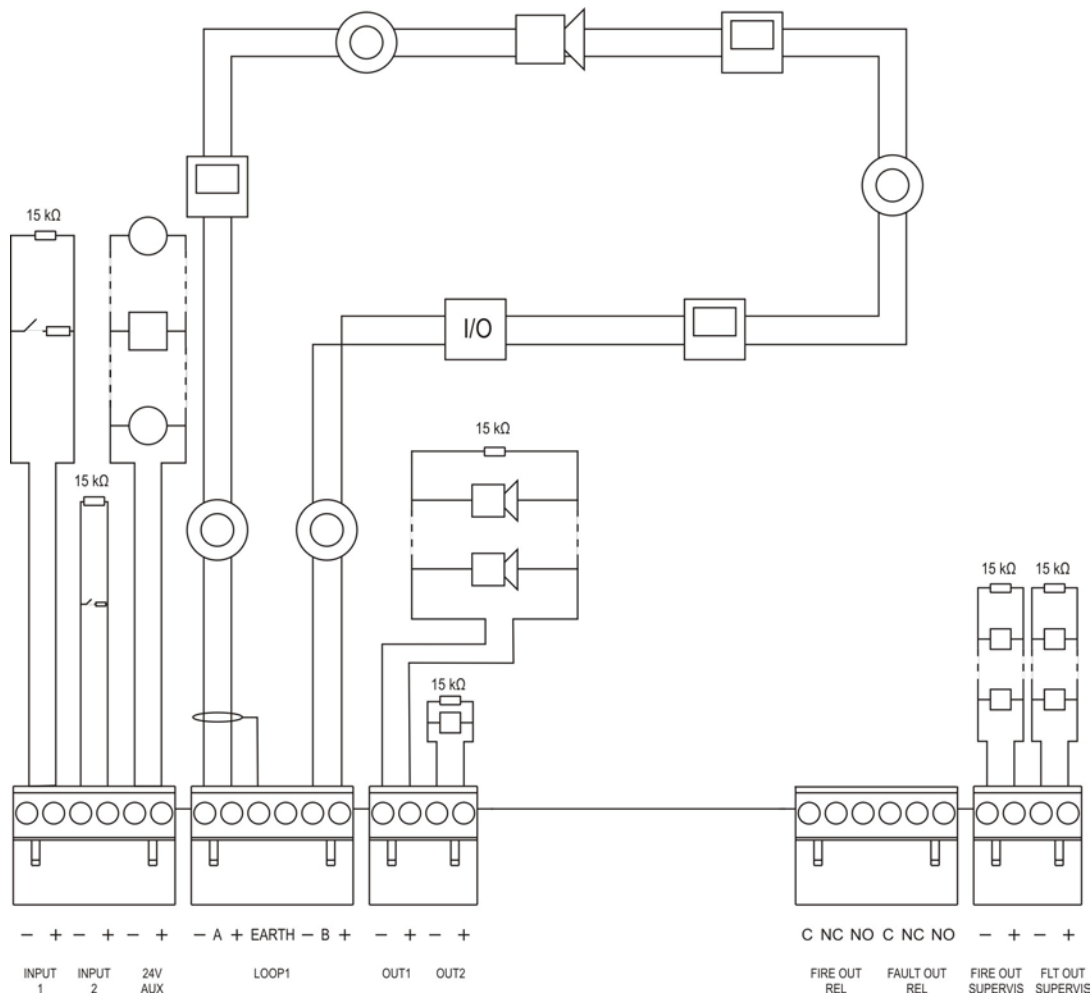 15 kΩ
I/O
15 kΩ
15 kΩ
15 kΩ
15 kΩ 15 kΩ
− + − + − + − A + EARTH − B + − + − + C NC NO C NC NO − + − +
INPUT 1
INPUT 2
24V AUX
LOOP1
OUT1
OUT2
FIRE OUT REL
FAULT OUT REL
FIRE OUT SUPERVIS
FLT OUT SUPERVIS